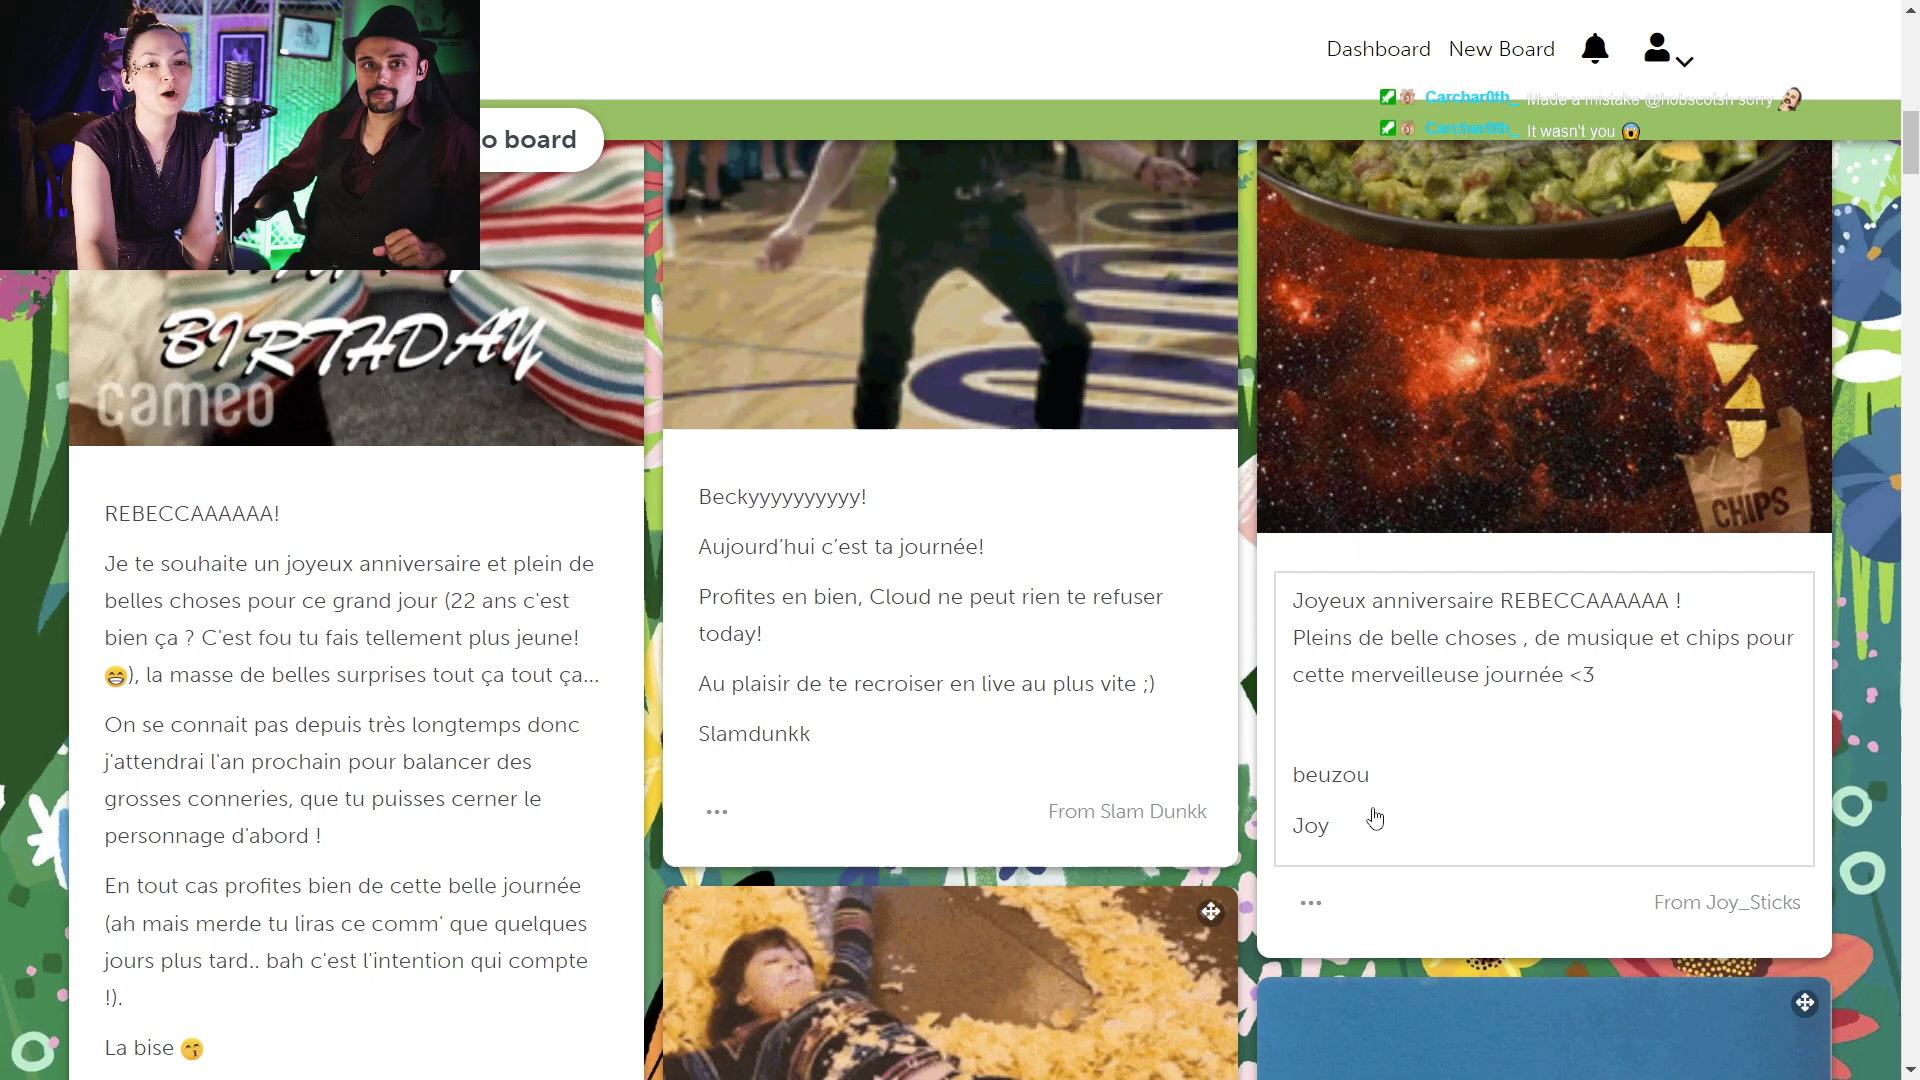 Dashboard New Board
Carchar0th_ Made a mistake @hobscotsh sorry
Carchar0th_ It wasn't you 😱
o board
BIRTHDAY
cameo
REBECCAAAAAA!
Je te souhaite un joyeux anniversaire et plein de
belles choses pour ce grand jour (22 ans c'est
bien ça ? C'est fou tu fais tellement plus jeune!
😁), la masse de belles surprises tout ça tout ça...
On se connait pas depuis très longtemps donc
j'attendrai l'an prochain pour balancer des
grosses conneries, que tu puisses cerner le
personnage d'abord !
En tout cas profites bien de cette belle journée
(ah mais merde tu liras ce comm' que quelques
jours plus tard.. bah c'est l'intention qui compte
!).
La bise 😙
Beckyyyyyyyyyy!
Aujourd’hui c’est ta journée!
Profites en bien, Cloud ne peut rien te refuser
today!
Au plaisir de te recroiser en live au plus vite ;)
Slamdunkk
From Slam Dunkk
CHIPS
Joyeux anniversaire REBECCAAAAAA !
Pleins de belle choses , de musique et chips pour
cette merveilleuse journée <3
beuzou
Joy
From Joy_Sticks